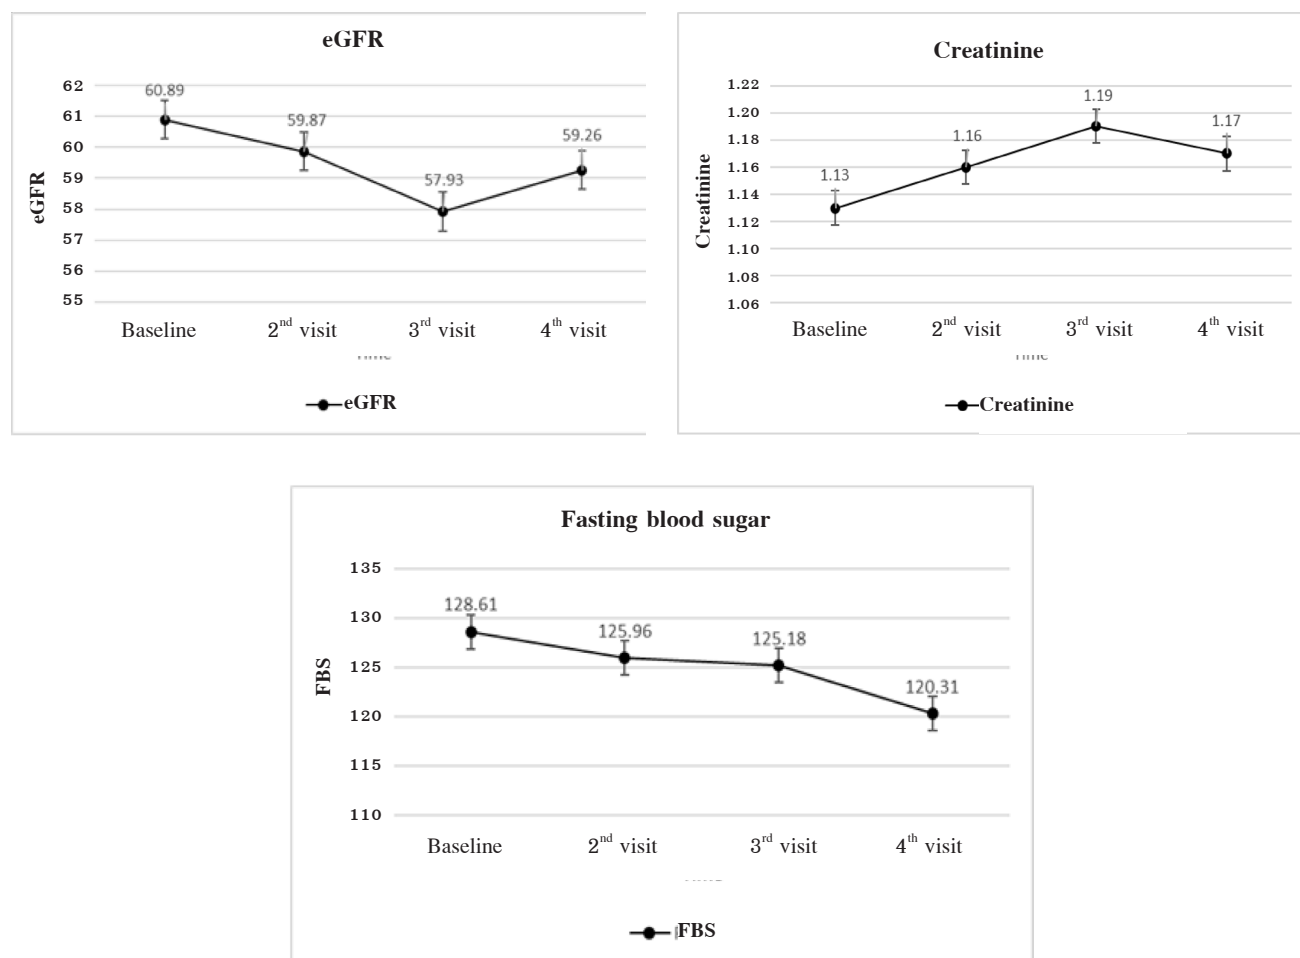 eGFR
62
61
60
59
58
57
56
55
eGFR
60.89
59.87
57.93
59.26
Baseline
2nd visit
3rd visit
4th visit
eGFR
Creatinine
1.22
1.20
1.18
1.16
1.14
1.12
1.10
1.08
1.06
Creatinine
1.13
1.16
1.19
1.17
Baseline
2nd visit
3rd visit
4th visit
Creatinine
Fasting blood sugar
135
130
125
120
115
110
FBS
128.61
125.96
125.18
120.31
Baseline
2nd visit
3rd visit
4th visit
FBS